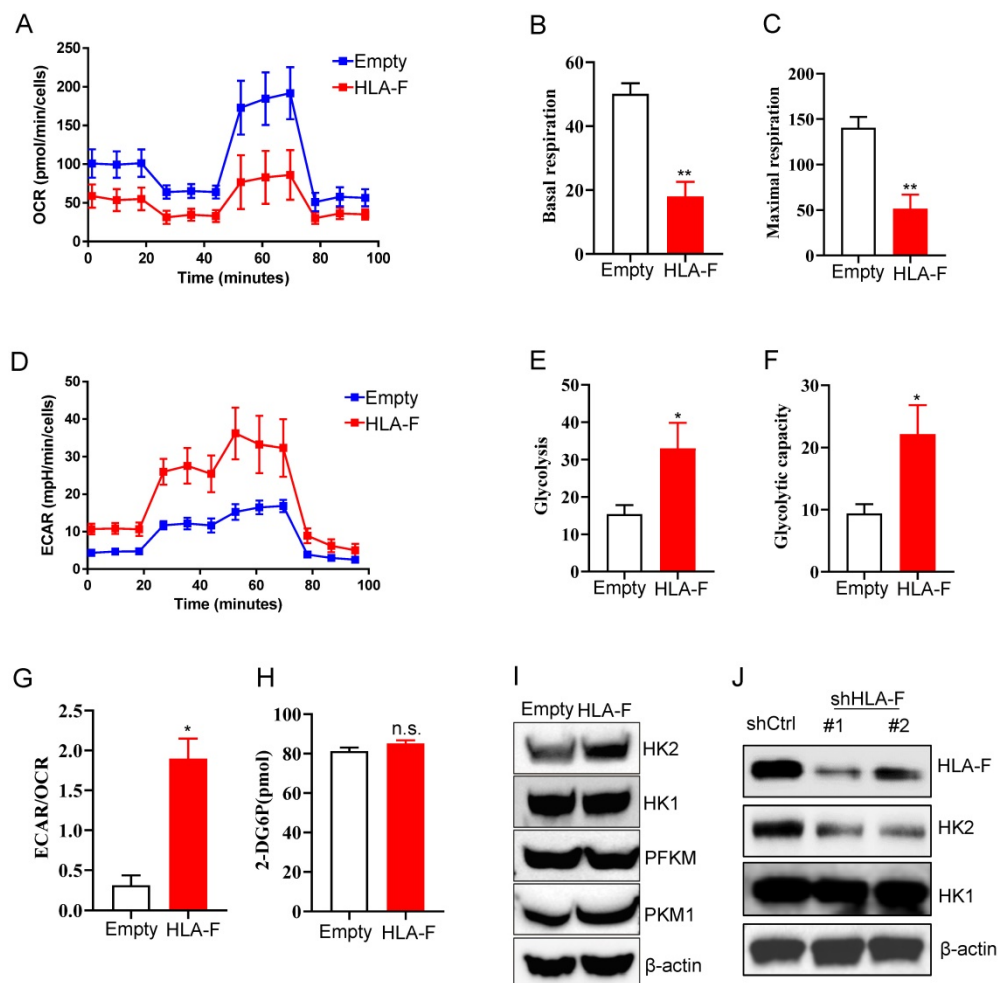 A
OCR (pmol/min/cells)
250
200
150
100
50
0
0 20 40 60 80 100
Time (minutes)
Empty
HLA-F
B
Basal respiration
60
40
20
0
**
Empty HLA-F
C
Maximal respiration
150
100
50
0
**
Empty HLA-F
D
ECAR (mpH/min/cells)
50
40
30
20
10
0
0 20 40 60 80 100
Time (minutes)
Empty
HLA-F
E
Glycolysis
50
40
30
20
10
0
*
Empty HLA-F
F
Glycolytic capacity
30
20
10
0
*
Empty HLA-F
G
ECAR/OCR
2.5
2.0
1.5
1.0
0.5
0.0
*
Empty HLA-F
H
2-DG6P(pmol)
100
80
60
40
20
0
n.s.
Empty HLA-F
I
Empty HLA-F
HK2
HK1
PFKM
PKM1
β-actin
J
shHLA-F
shCtrl #1 #2
HLA-F
HK2
HK1
β-actin